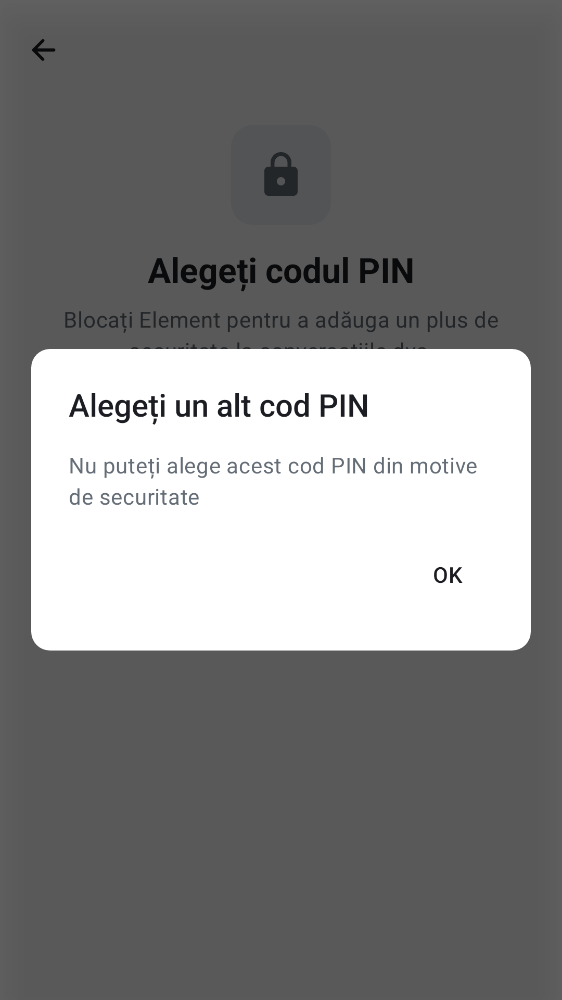 Alegeți codul PIN
Blocați Element pentru a adăuga un plus de
Alegeți un alt cod PIN
Nu puteți alege acest cod PIN din motive
de securitate
OK